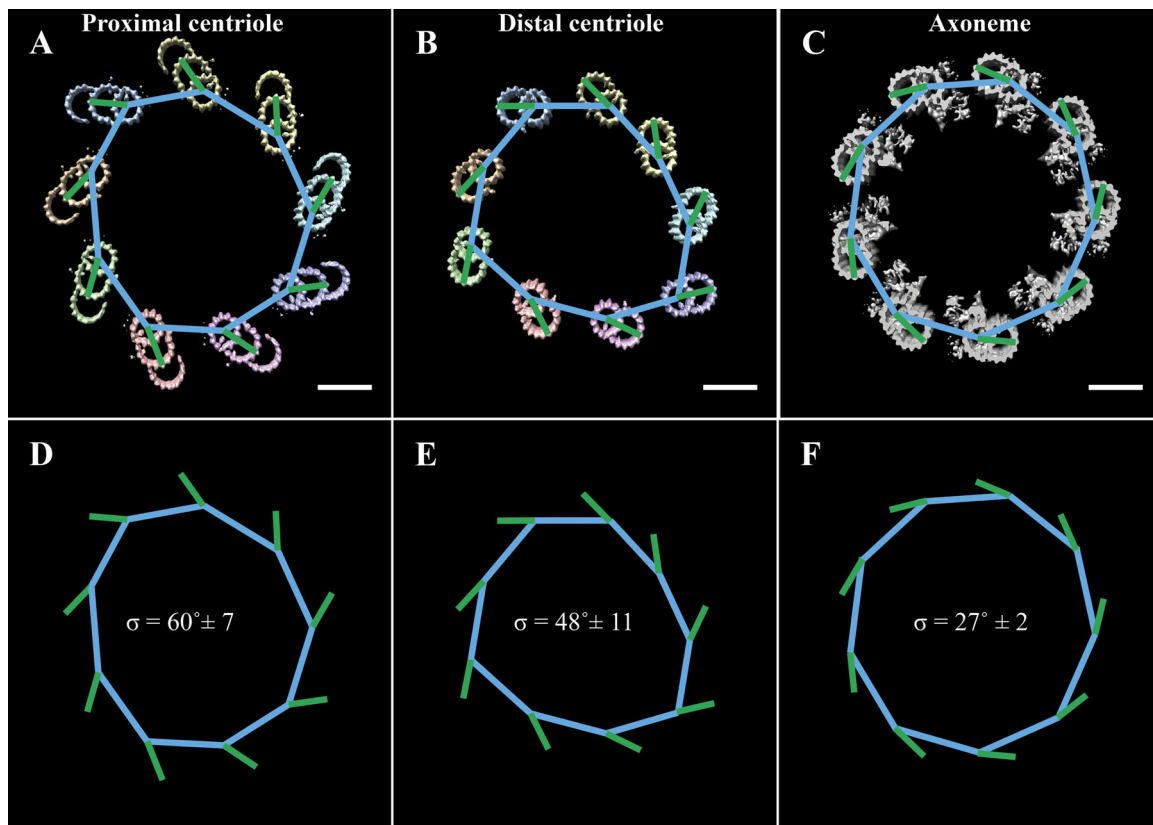 Proximal centriole
Distal centriole
Axoneme
A
B
C
D
E
F
σ = 60˚± 7
σ = 48˚± 11
σ = 27˚ ± 2